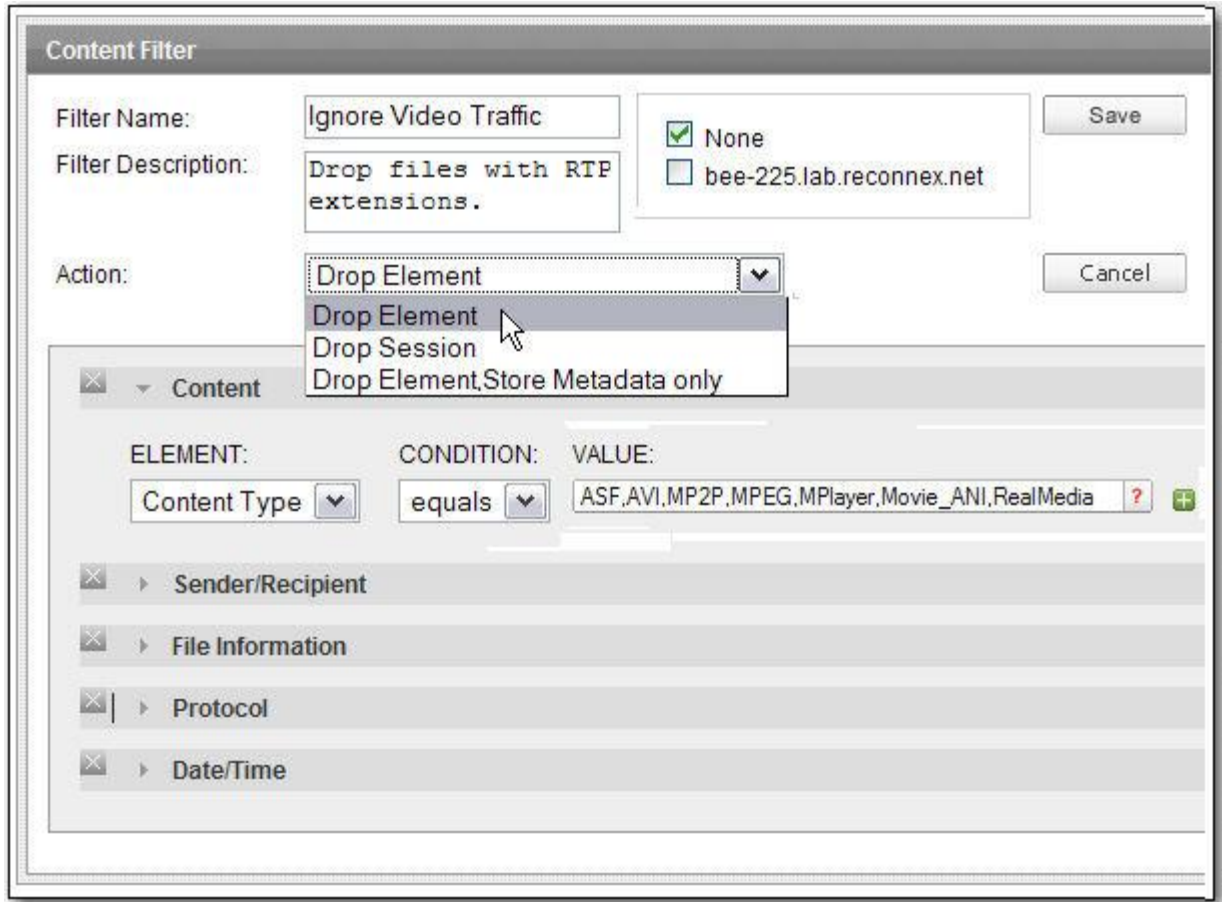 Content Filter
Filter Name:
Ignore Video Traffic
None
Save
Filter Description:
Drop files with RTP
extensions.
bee-225.lab.reconnex.net
Action:
Drop Element
Cancel
Drop Element
Drop Session
Drop Element,Store Metadata only
Content
ELEMENT:
CONDITION:
VALUE:
Content Type
equals
ASF,AVI,MP2P,MPEG,MPlayer,Movie_ANI,RealMedia
?
Sender/Recipient
File Information
Protocol
Date/Time